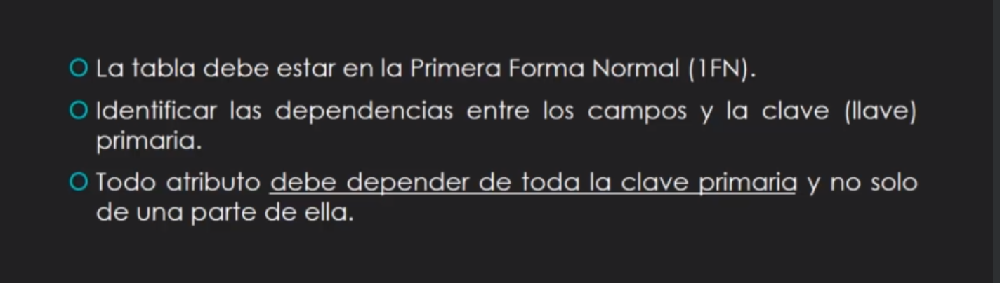 La tabla debe estar en la Primera Forma Normal (1FN).
Identificar las dependencias entre los campos y la clave (llave)
primaria.
Todo atributo debe depender de toda la clave primaria y no solo
de una parte de ella.